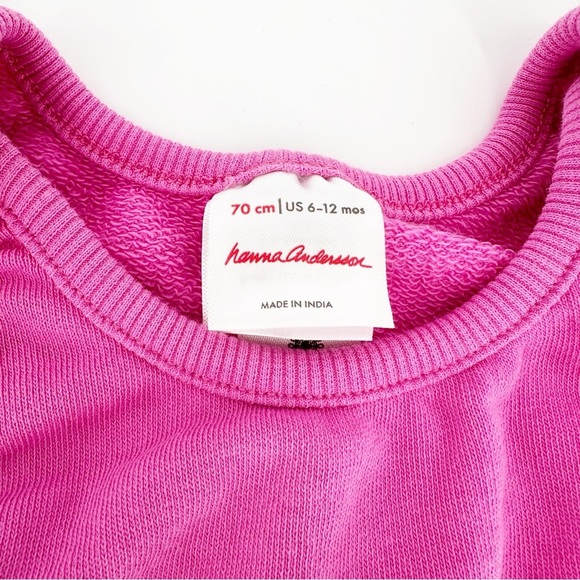 70 cm | US 6-12 mos
hanna andersson
MADE IN INDIA